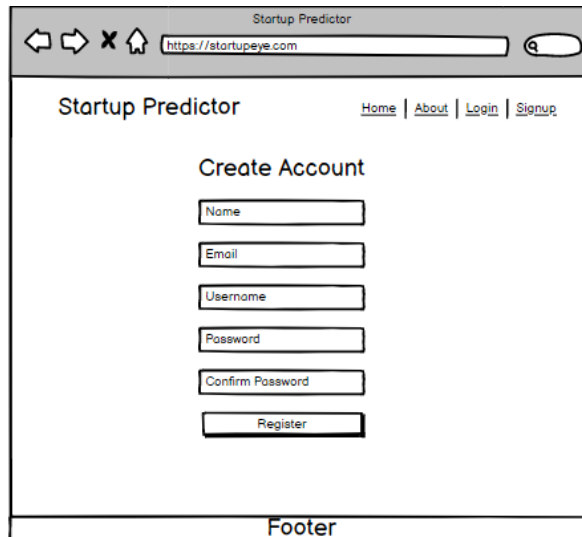 Startup Predictor
https://startupeye.com
Startup Predictor
Home | About | Login | Signup
Create Account
Name
Email
Username
Password
Confirm Password
Register
Footer